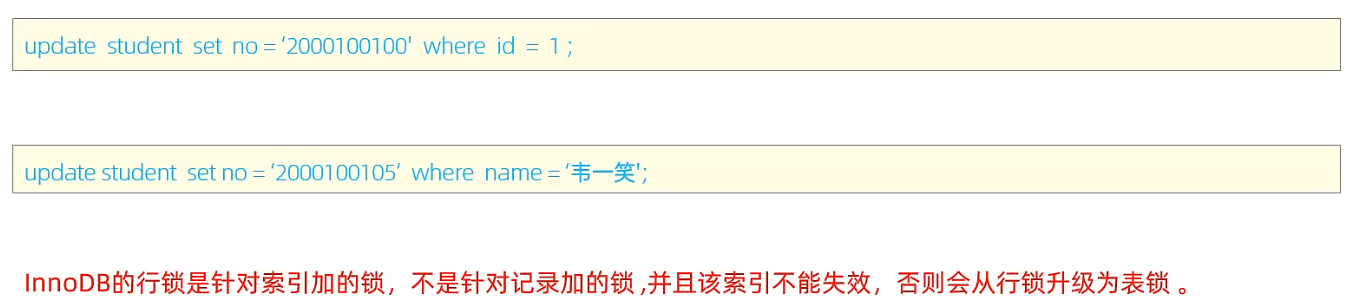 update student set no = '2000100100' where id = 1 ;
update student set no = '2000100105' where name = '韦一笑';
InnoDB的行锁是针对索引加的锁，不是针对记录加的锁 ,并且该索引不能失效，否则会从行锁升级为表锁 。